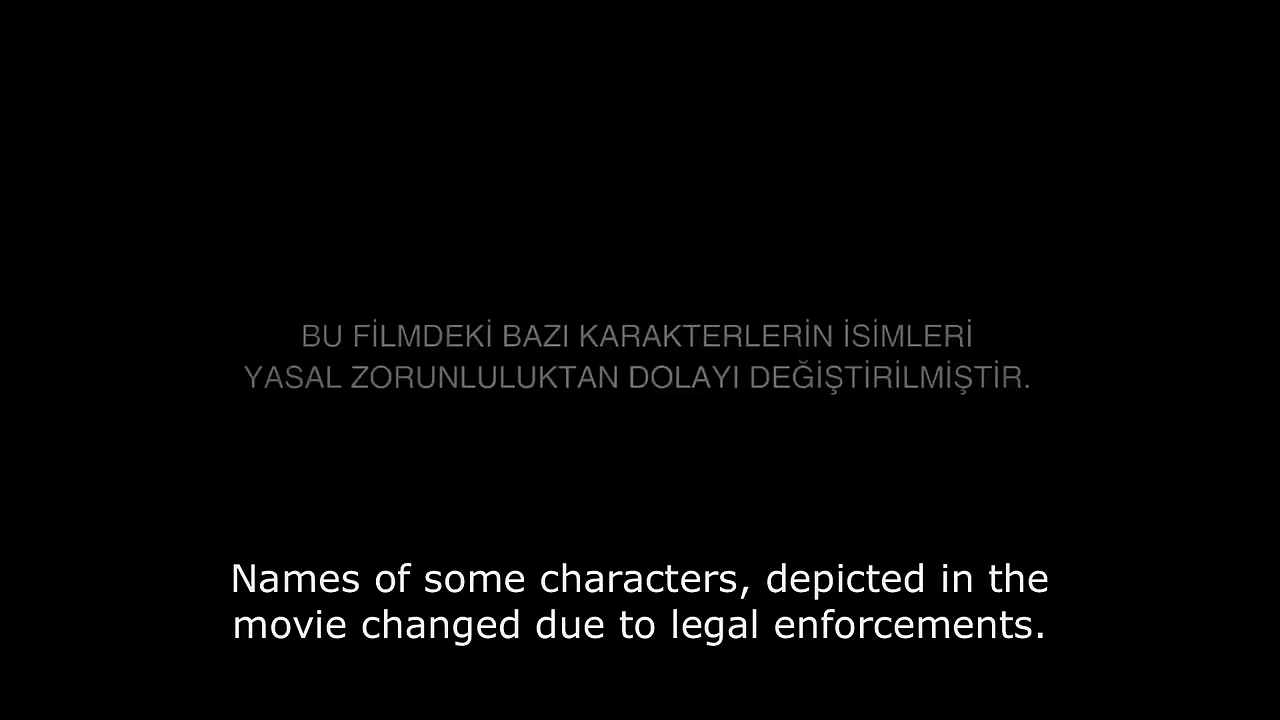 BU FİLMDEKİ BAZI KARAKTERLERİN İSİMLERİ
YASAL ZORUNLULUKTAN DOLAYI DEĞİŞTİRİLMİŞTİR.
Names of some characters, depicted in the
movie changed due to legal enforcements.